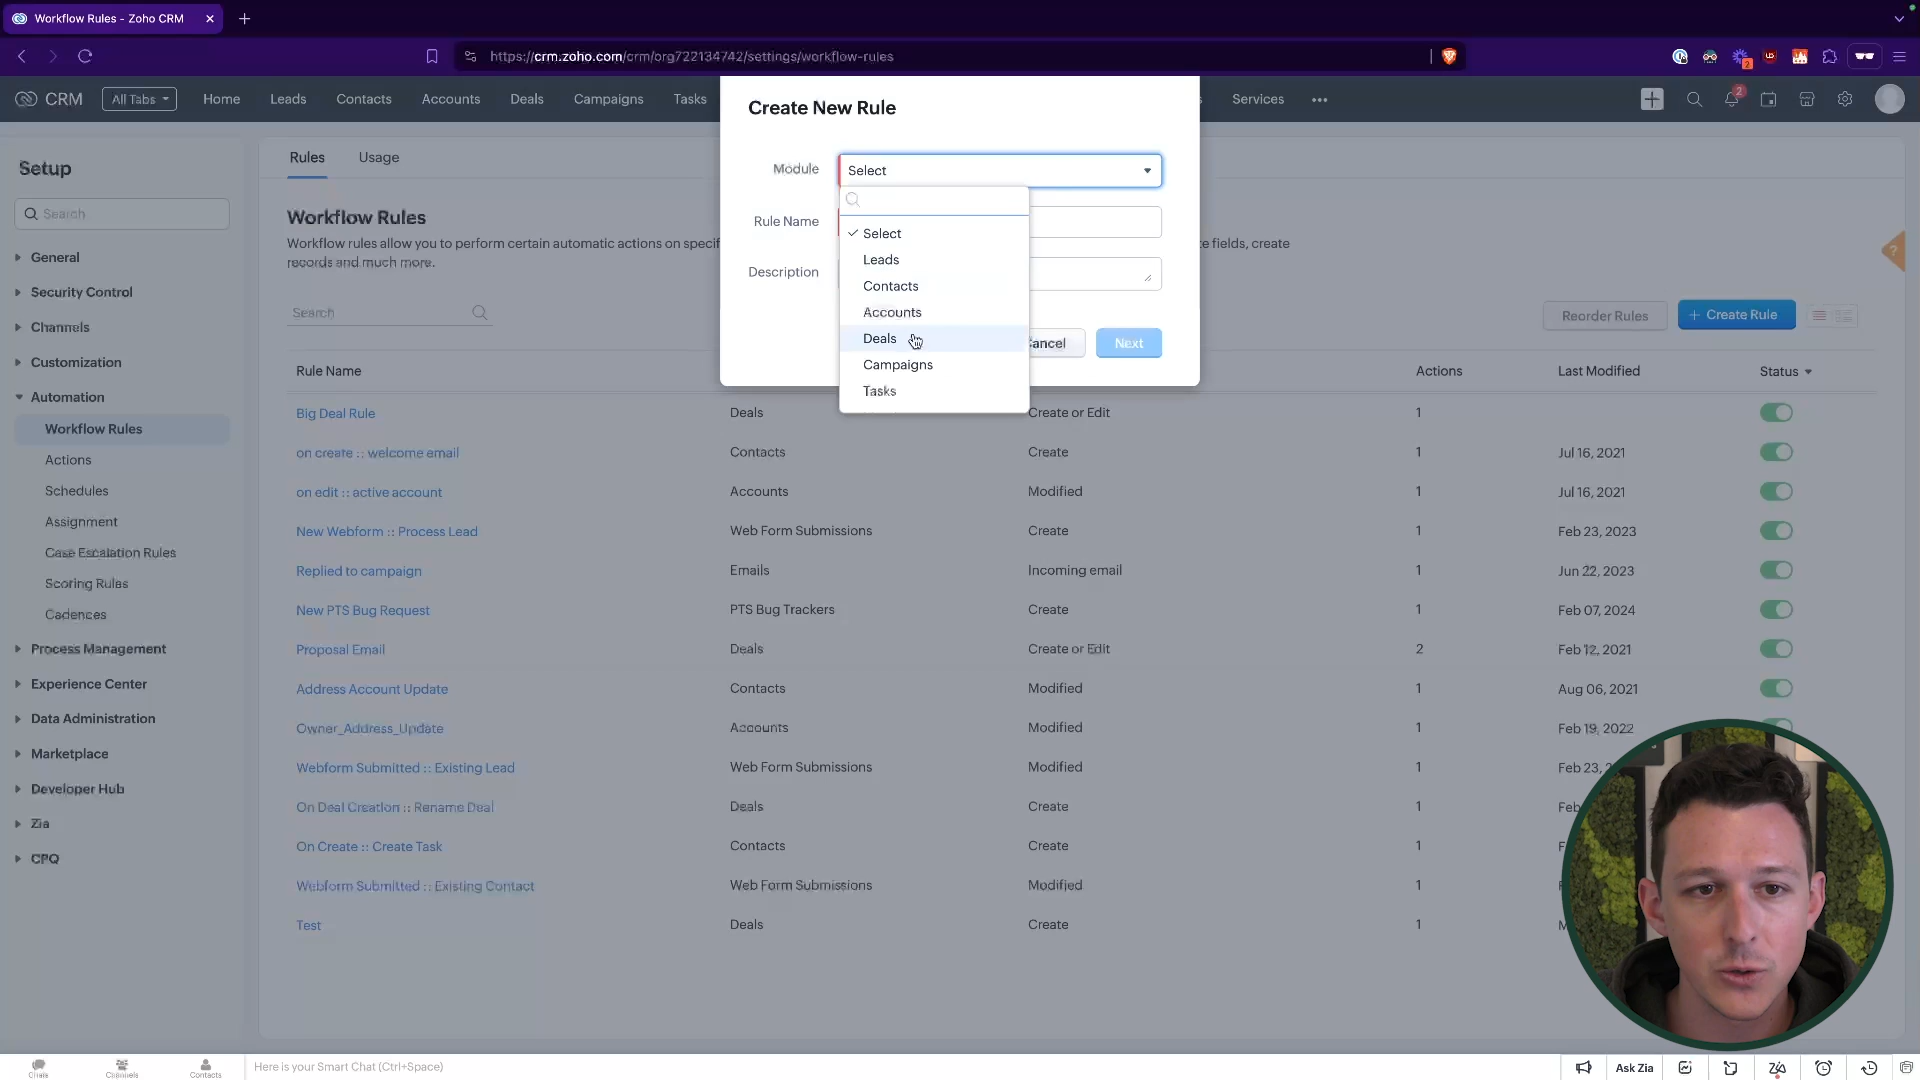 Workflow Rules - Zoho CRM
https://crm.zoho.com/crm/org722134742/settings/workflow-rules
CRM
All Tabs
Home
Leads
Contacts
Accounts
Deals
Campaigns
Tasks
Services
2
2
Create New Rule
Module
Select
Rule Name
Description
Select
Leads
Contacts
Accounts
Deals
Campaigns
Tasks
Cancel
Next
Setup
Search
General
Security Control
Channels
Customization
Automation
Workflow Rules
Actions
Schedules
Assignment
Case Escalation Rules
Scoring Rules
Cadences
Process Management
Experience Center
Data Administration
Marketplace
Developer Hub
Zia
CPQ
Rules
Usage
Workflow Rules
Workflow rules allow you to perform certain automatic actions on specif
te fields, create
records and much more.
Search
Reorder Rules
+ Create Rule
?
Rule Name Actions Last Modified Status
Big Deal Rule Deals Create or Edit 1
on create :: welcome email Contacts Create 1 Jul 16, 2021
on edit :: active account Accounts Modified 1 Jul 16, 2021
New Webform :: Process Lead Web Form Submissions Create 1 Feb 23, 2023
Replied to campaign Emails Incoming email 1 Jun 22, 2023
New PTS Bug Request PTS Bug Trackers Create 1 Feb 07, 2024
Proposal Email Deals Create or Edit 2 Feb 12, 2021
Address Account Update Contacts Modified 1 Aug 06, 2021
Owner_Address_Update Accounts Modified 1 Feb 19, 2022
Webform Submitted :: Existing Lead Web Form Submissions Modified 1 Feb 23, 2
On Deal Creation :: Rename Deal Deals Create 1 Feb
On Create :: Create Task Contacts Create 1 F
Webform Submitted :: Existing Contact Web Form Submissions Modified 1 F
Test Deals Create 1 M
Chats
Channels
Contacts
Here is your Smart Chat (Ctrl+Space)
Ask Zia